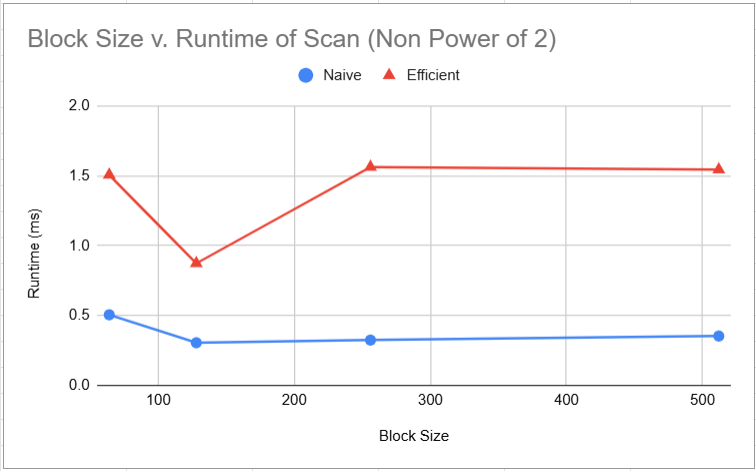 Block Size v. Runtime of Scan (Non Power of 2)
Naive Efficient
2.0
1.5
1.0
0.5
0.0
Runtime (ms)
100 200 300 400 500
Block Size